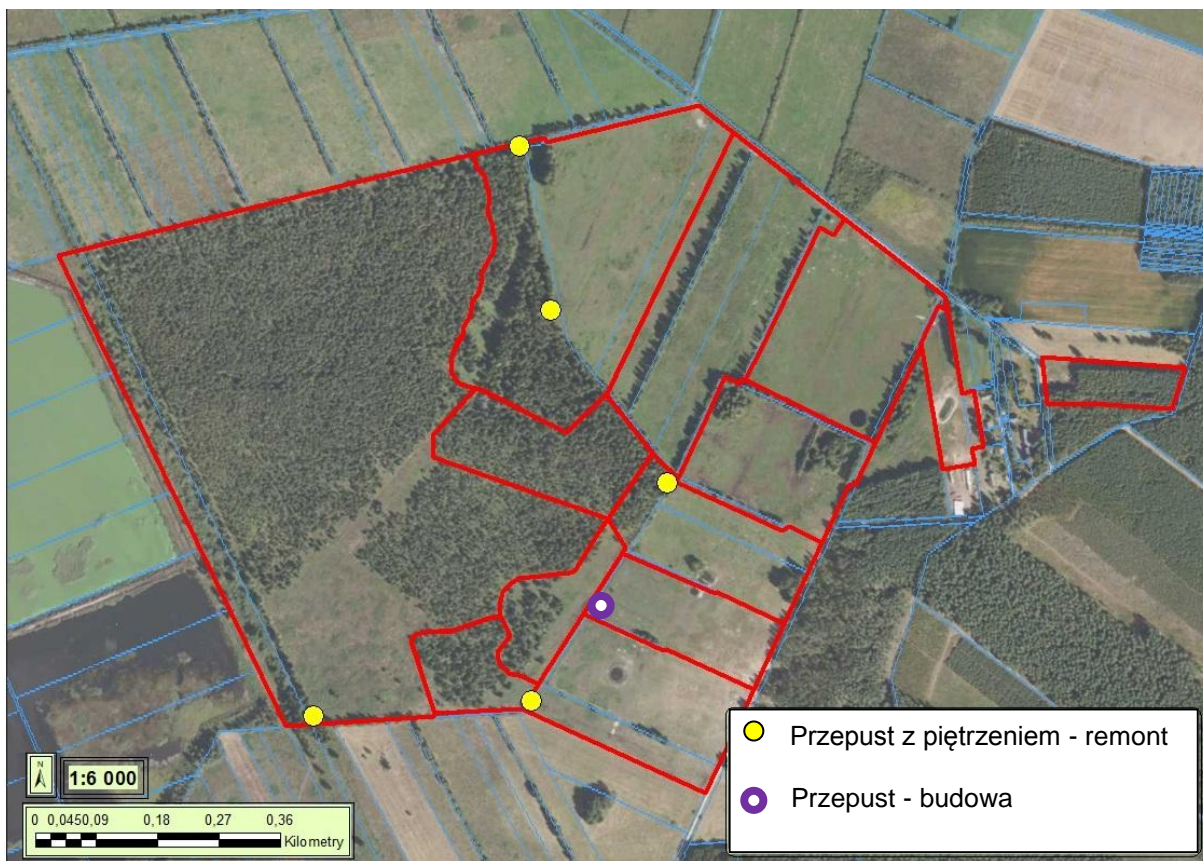 Przepust z piętrzeniem - remont
Przepust - budowa
N
1:6 000
0 0,0450,09 0,18 0,27 0,36
Kilometry